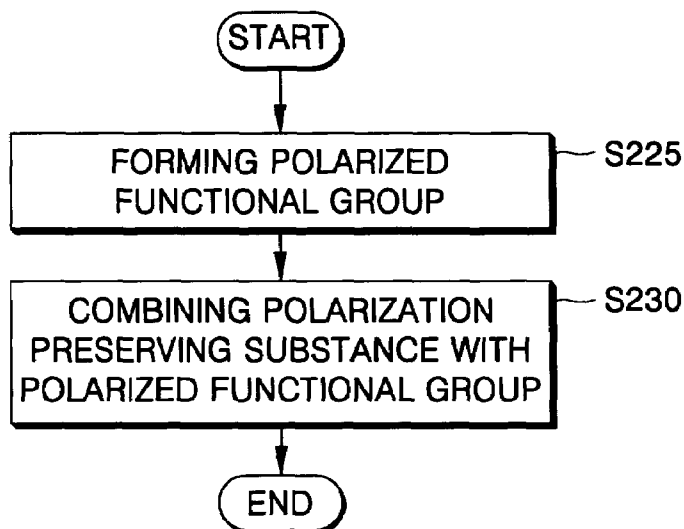 START
FORMING POLARIZED
FUNCTIONAL GROUP
S225
COMBINING POLARIZATION
PRESERVING SUBSTANCE WITH
POLARIZED FUNCTIONAL GROUP
S230
END